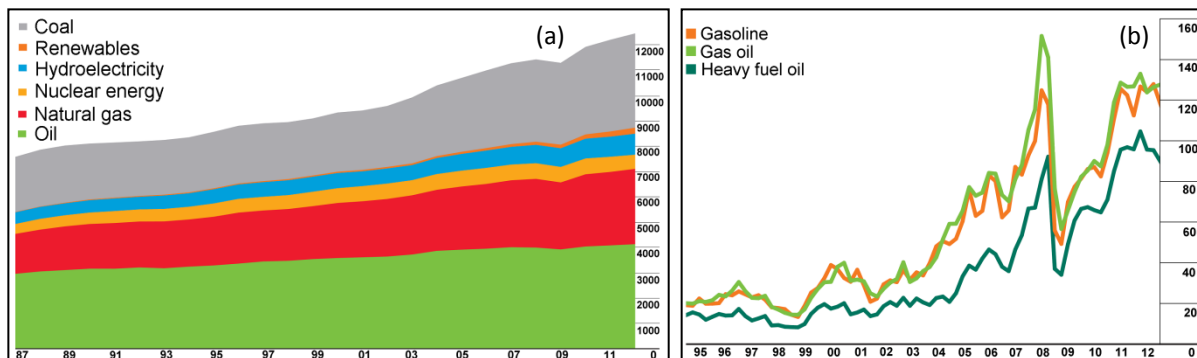 Coal
(a)
Renewables
Hydroelectricity
Nuclear energy
Natural gas
Oil
12000
11000
10000
9000
8000
7000
6000
5000
4000
3000
2000
1000
87 89 91 93 95 97 99 01 03 05 07 09 11 0
Gasoline
(b)
Gas oil
Heavy fuel oil
160
140
120
100
80
60
40
20
95 96 97 98 99 00 01 02 03 04 05 06 07 08 09 10 11 12 0